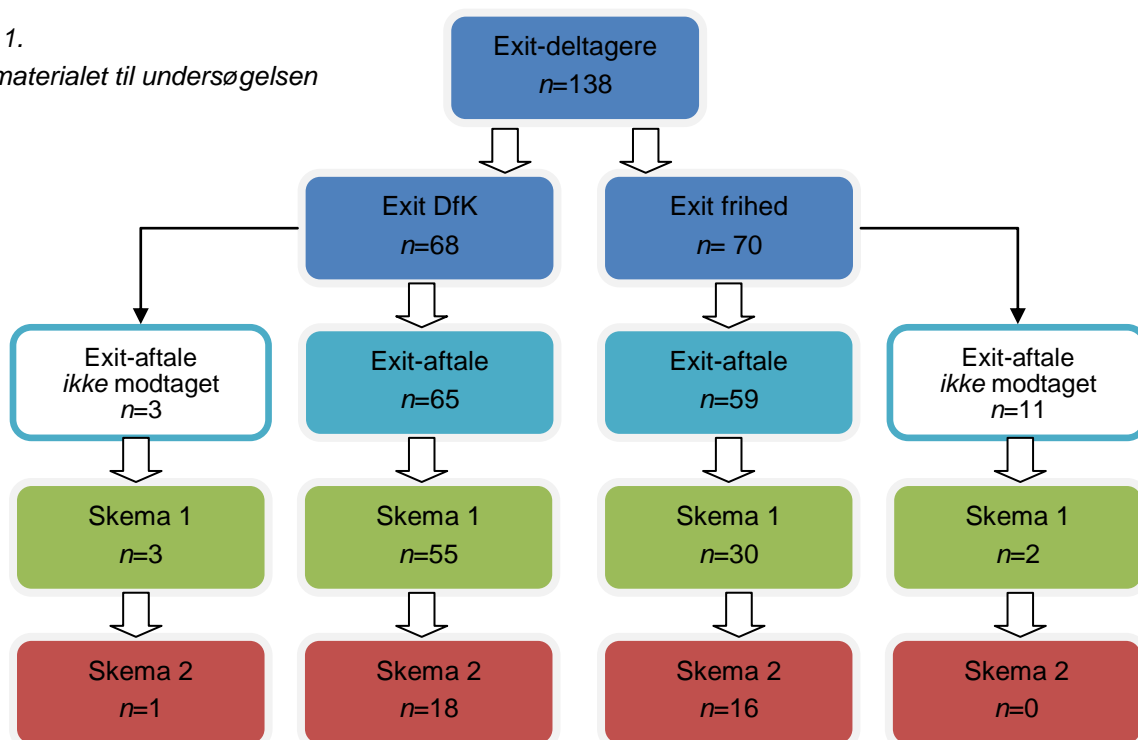 1.
materialet til undersøgelsen
Exit-deltagere
n=138
Exit DfK
n=68
Exit frihed
n= 70
Exit-aftale
ikke modtaget
n=3
Exit-aftale
n=65
Exit-aftale
n=59
Exit-aftale
ikke modtaget
n=11
Skema 1
n=3
Skema 1
n=55
Skema 1
n=30
Skema 1
n=2
Skema 2
n=1
Skema 2
n=18
Skema 2
n=16
Skema 2
n=0